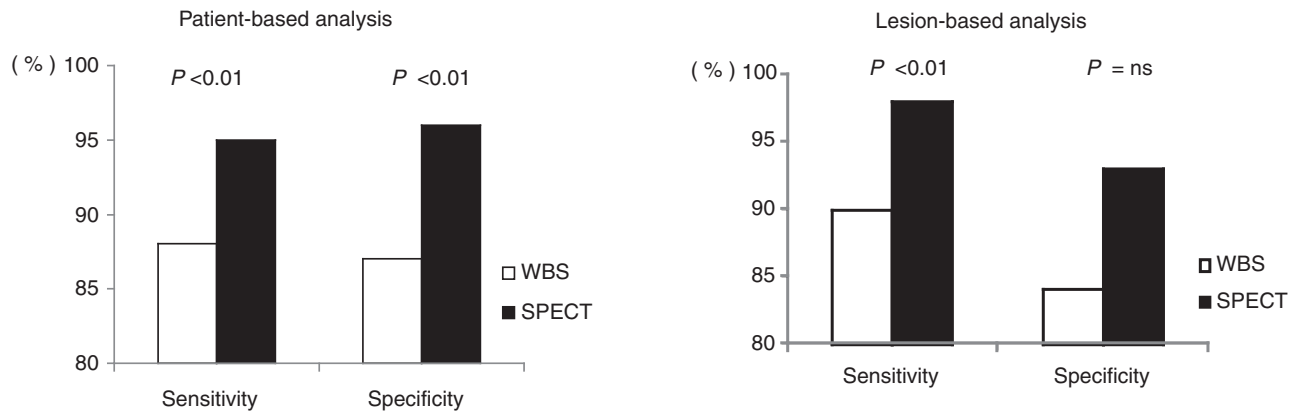 Patient-based analysis
( % ) 100
P <0.01
P <0.01
95
90
85
80
WBS
SPECT
Sensitivity
Specificity
Lesion-based analysis
( % ) 100
P <0.01
P = ns
95
90
85
80
WBS
SPECT
Sensitivity
Specificity